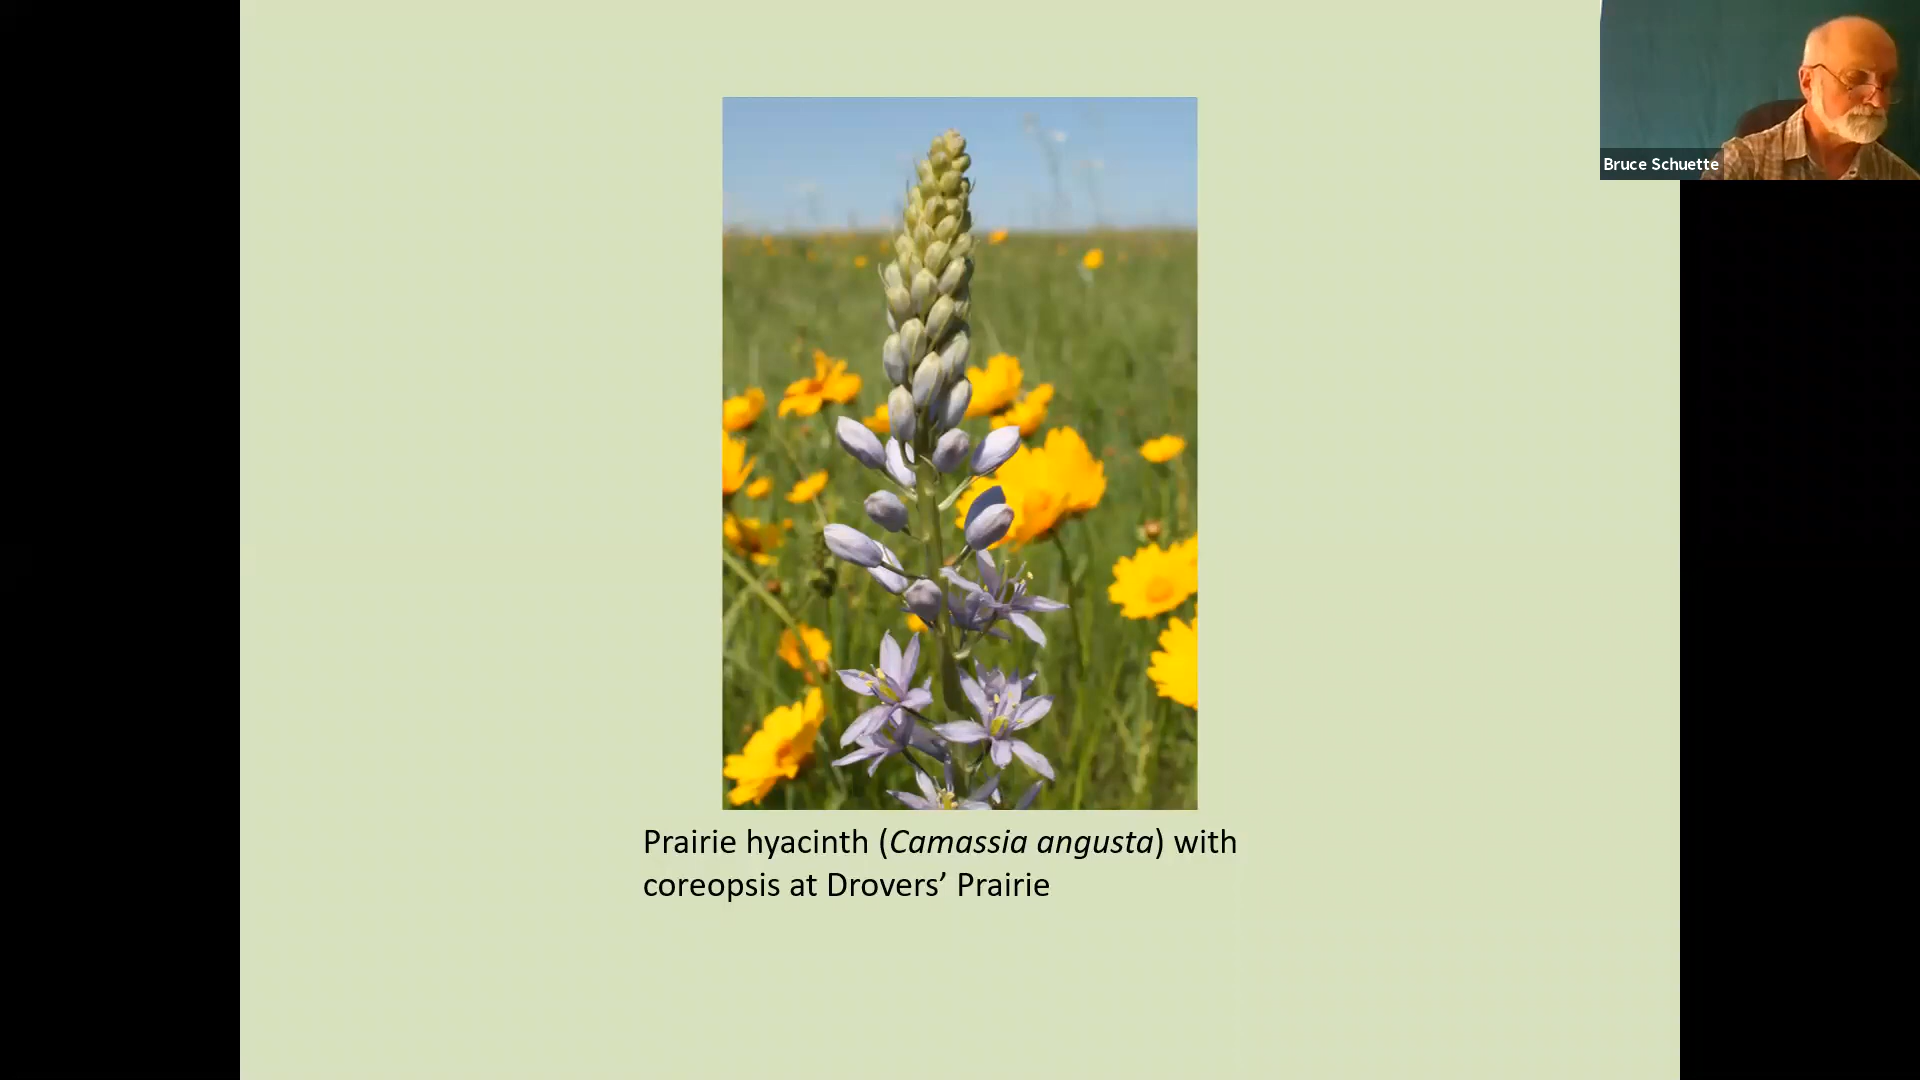 Bruce Schuette
Prairie hyacinth (Camassia angusta) with
coreopsis at Drovers’ Prairie